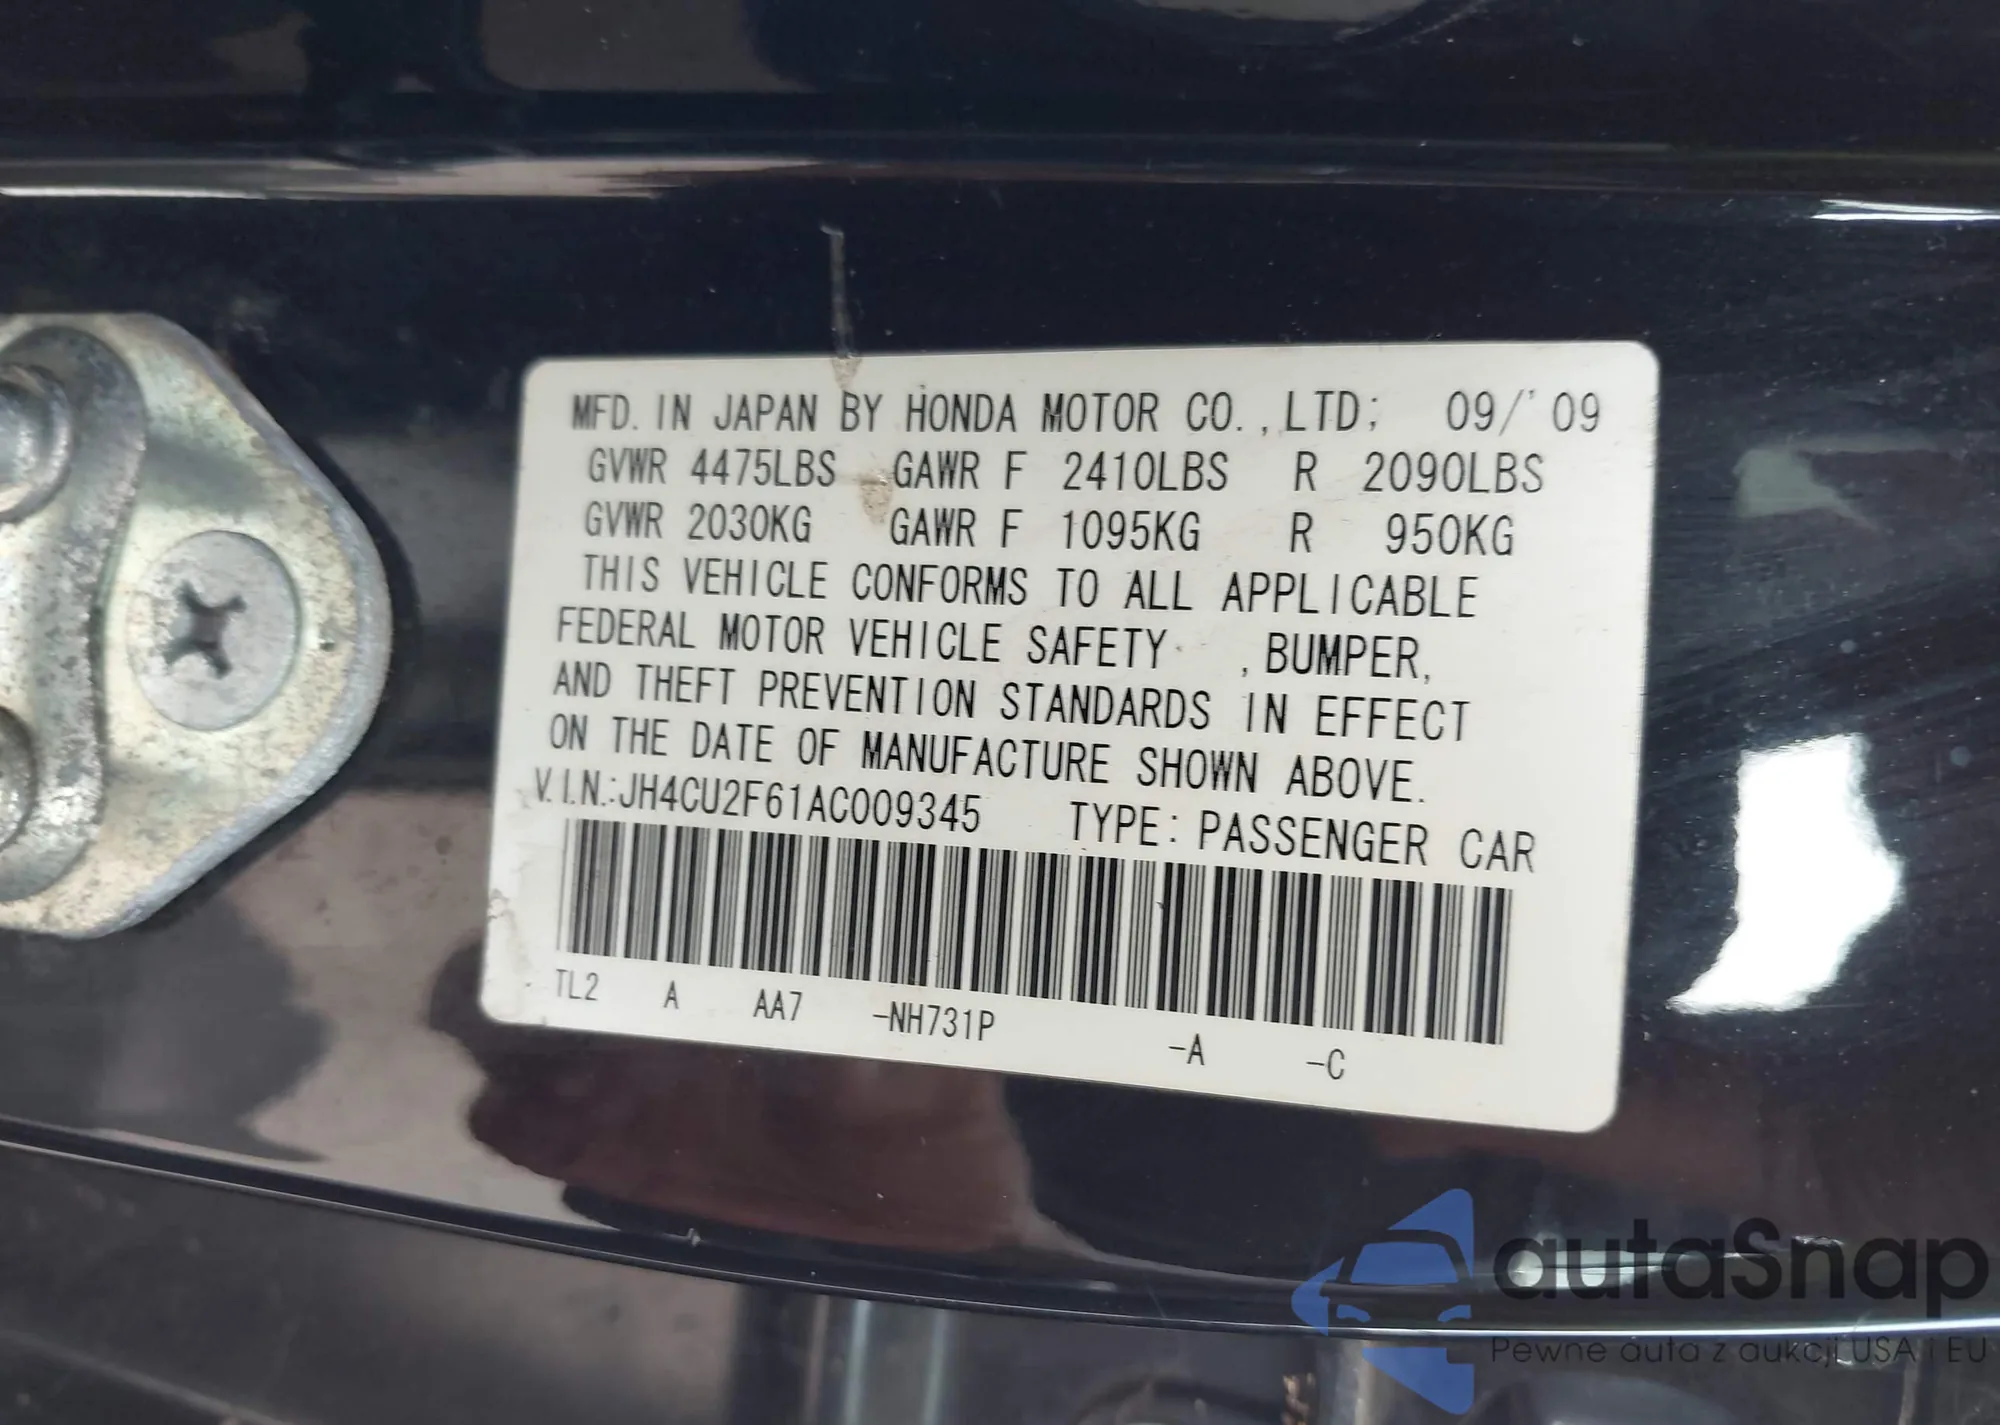 MFD. IN JAPAN BY HONDA MOTOR CO.,LTD; 09/'09
GVWR 4475LBS GAWR F 2410LBS R 2090LBS
GVWR 2030KG GAWR F 1095KG R 950KG
THIS VEHICLE CONFORMS TO ALL APPLICABLE
FEDERAL MOTOR VEHICLE SAFETY , BUMPER,
AND THEFT PREVENTION STANDARDS IN EFFECT
ON THE DATE OF MANUFACTURE SHOWN ABOVE.
V.I.N.:JH4CU2F61AC009345 TYPE: PASSENGER CAR
TL2 A AA7 -NH731P -A -C
autaSnap
Pewne auta z aukcji USA i EU